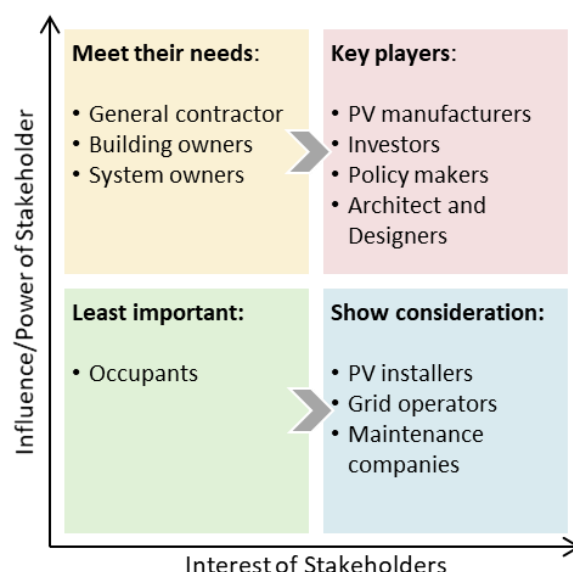 Influence/Power of Stakeholder
Meet their needs:
• General contractor
• Building owners
• System owners
Key players:
• PV manufacturers
• Investors
• Policy makers
• Architect and
Designers
Least important:
• Occupants
Show consideration:
• PV installers
• Grid operators
• Maintenance
companies
Interest of Stakeholders